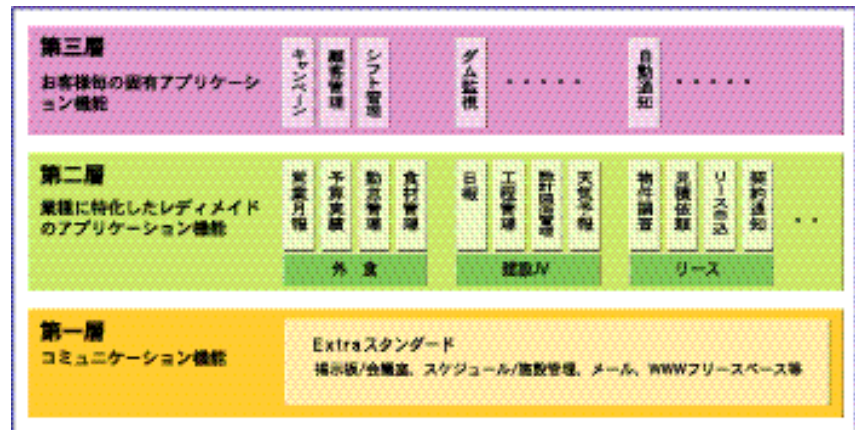 第三層
お客様毎の固有アプリケーシ
ョン機能
キャンペーン
顧客管理
シフト管理
ダム監視
・・・・・
自動通知
・・・・・
第二層
業種に特化したレディメイド
のアプリケーション機能
営業月報
予算実績
勤怠管理
食材管理
外 食
日報
工程管理
設計図管理
天気予報
建設JV
物件調査
見積依頼
リース申込
契約通知
リース
・・
第一層
コミュニケーション機能
Extraスタンダード
掲示板/会議室、スケジュール/施設管理、メール、WWWフリースペース等